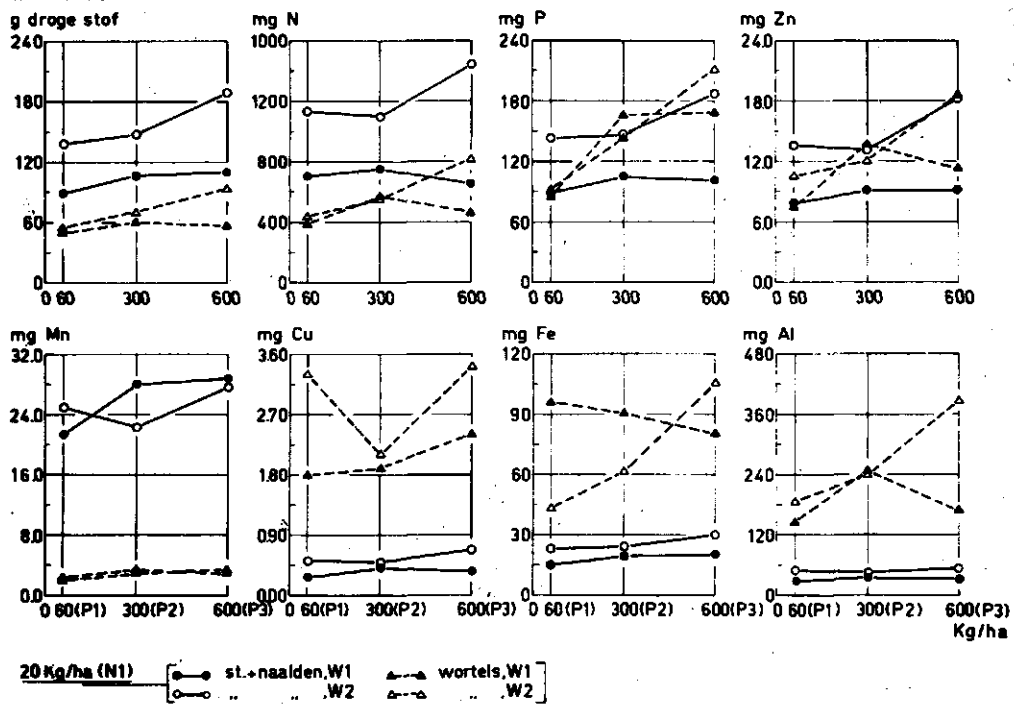 g droge stof mg N mg P mg Zn
240 1000 240 24.0
180 1200 180 18.0
120 800 120 12.0
60 400 60 6.0
0 0 0 0
0 60 300 600 0 60 300 600 0 60 300 600 0 60 300 600
mg Mn mg Cu mg Fe mg Al
32.0 3.60 120 480
24.0 2.70 90 360
16.0 1.80 60 240
8.0 0.90 30 120
0.0 0.00 0 0
0 60(P1) 300(P2) 600(P3) 0 60(P1) 300(P2) 600(P3) 0 60(P1) 300(P2) 600(P3) 0 60(P1) 300(P2) 600(P3)
Kg/ha
20 Kg/ha (N1) st.+naalden,W1 wortels,W1
,, ,, ,W2 ,, ,W2